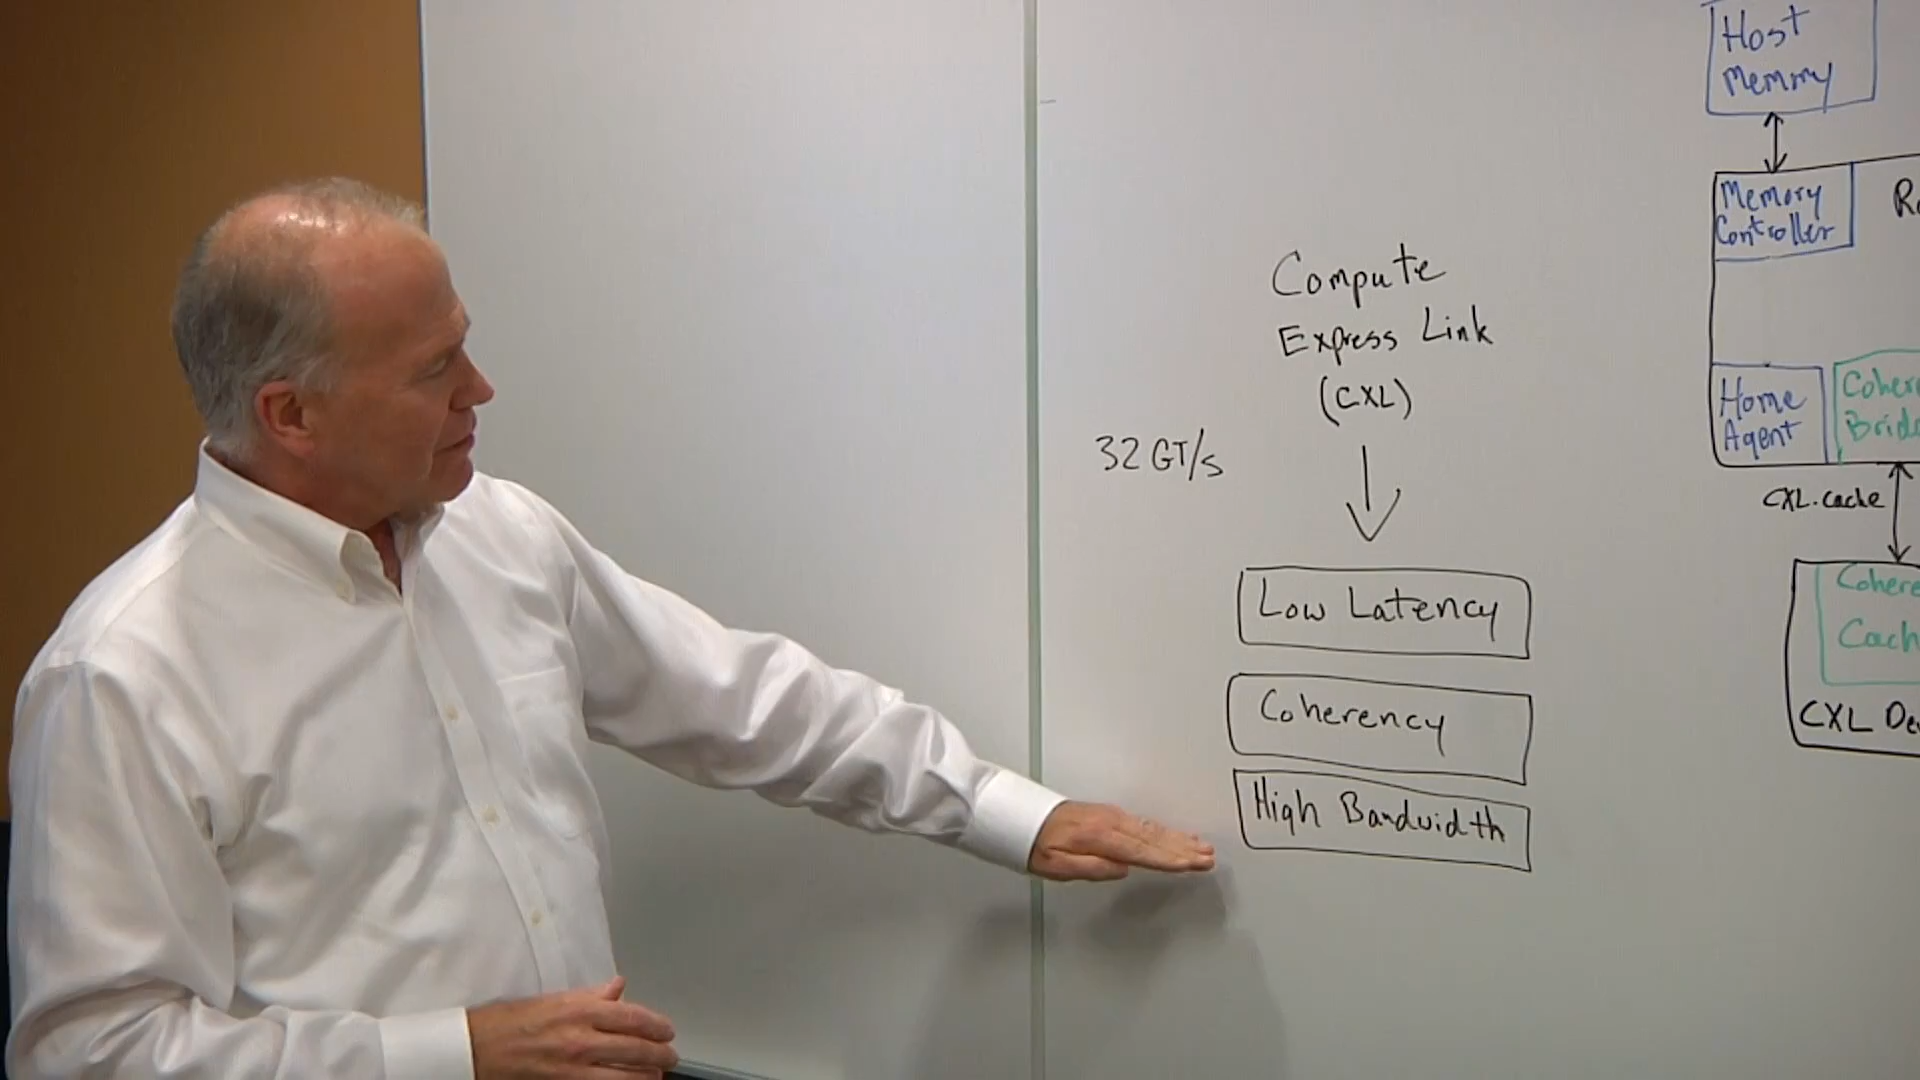 Compute
Express Link
(CXL)
32 GT/s
Low Latency
Coherency
High Bandwidth
Host
Memory
Memory
Controller
Home
Agent
CXL.cache